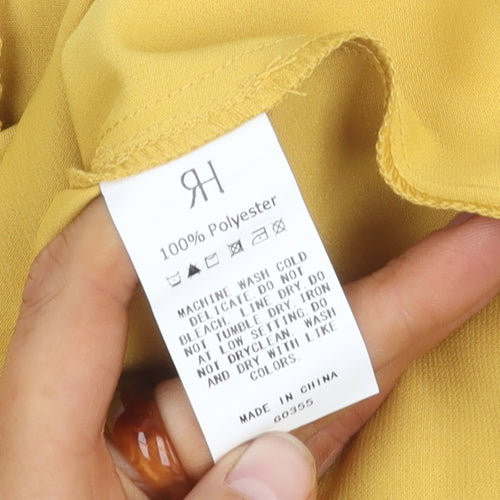 RH
100% Polyester
MACHINE WASH COLD
DELICATE.DO NOT
BLEACH. LINE DRY.DO
NOT TUMBLE DRY. IRON
AT LOW SETTING.DO
NOT DRYCLEAN. WASH
AND DRY WITH LIKE
COLORS.
MADE IN CHINA
G0355